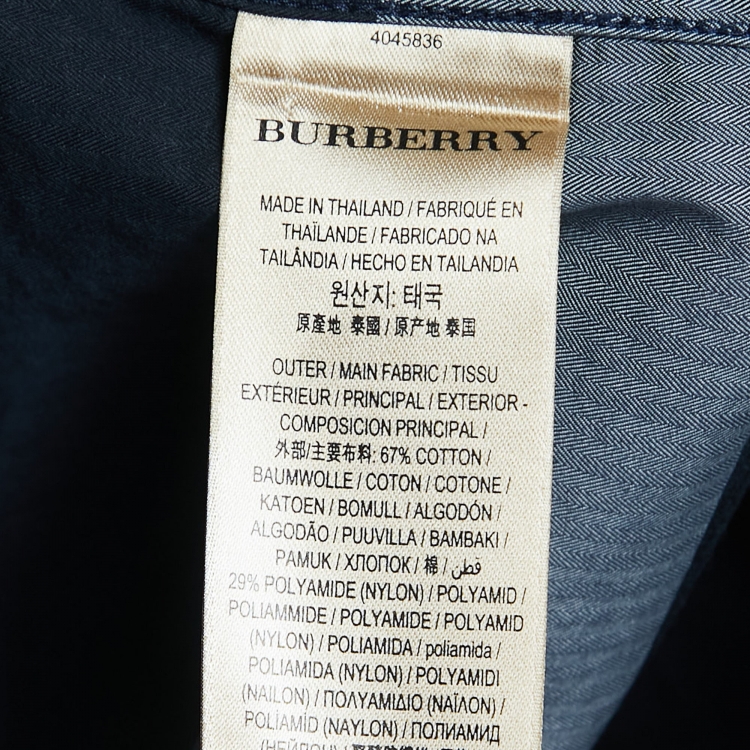 4045836
BURBERRY
MADE IN THAILAND / FABRIQUÉ EN
THAÏLANDE / FABRICADO NA
TAILÂNDIA / HECHO EN TAILANDIA
원산지: 태국
原產地 泰國 / 原产地 泰国
OUTER / MAIN FABRIC / TISSU
EXTÉRIEUR / PRINCIPAL / EXTERIOR -
COMPOSICION PRINCIPAL /
外部/主要布料: 67% COTTON /
BAUMWOLLE / COTON / COTONE /
KATOEN / BOMULL / ALGODÓN /
ALGODÃO / PUUVILLA / BAMBAKI /
PAMUK / ХЛОПОК / 棉 / قطن
29% POLYAMIDE (NYLON) / POLYAMID /
POLIAMMIDE / POLYAMIDE / POLYAMID
(NYLON) / POLIAMIDA / poliamida /
POLIAMIDA (NYLON) / POLYAMIDI
(NAILON) / ΠΟΛΥΑΜΙΔΙΟ (ΝΑΪΛΟΝ) /
POLİAMİD (NAYLON) / ПОЛИАМИД
(НЕЙЛОН) /